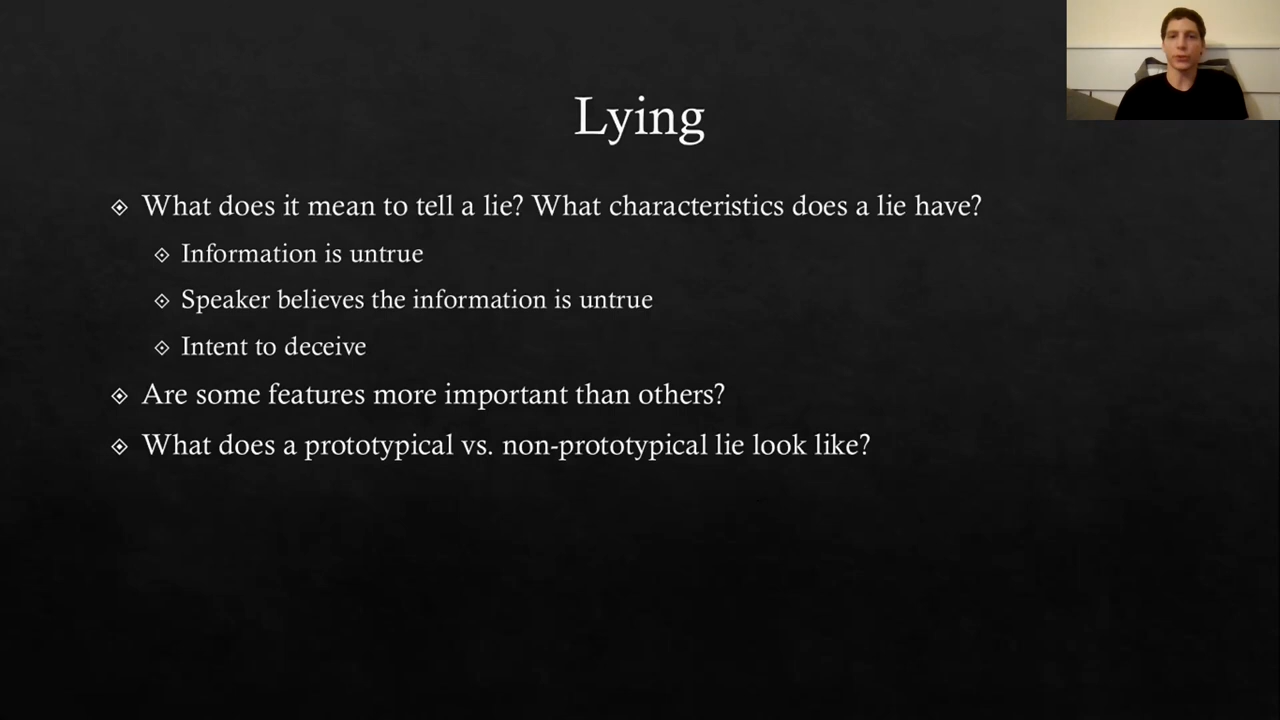 Lying
What does it mean to tell a lie? What characteristics does a lie have?
Information is untrue
Speaker believes the information is untrue
Intent to deceive
Are some features more important than others?
What does a prototypical vs. non-prototypical lie look like?